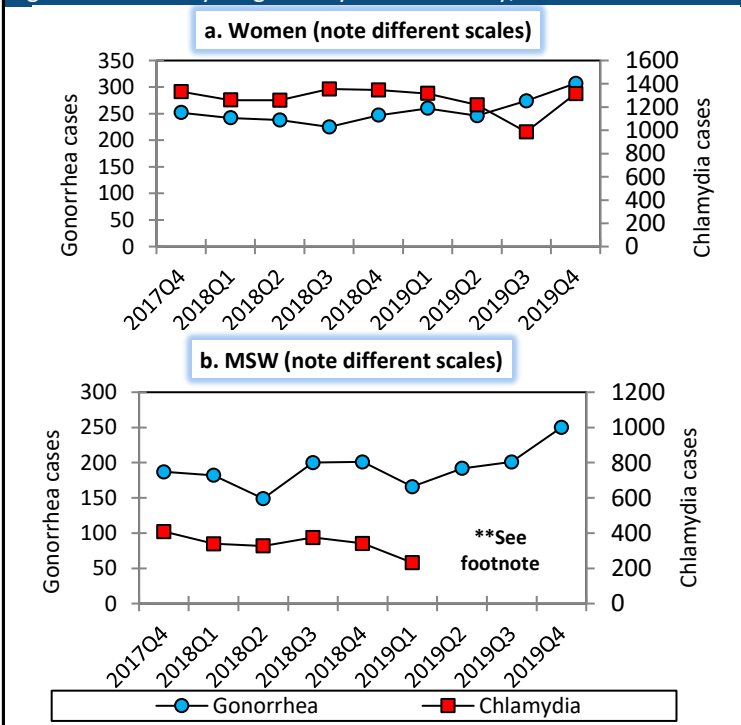 a. Women (note different scales)
Gonorrhea cases
350
300
250
200
150
100
50
0
Chlamydia cases
1600
1400
1200
1000
800
600
400
200
0
2017Q4
2018Q1
2018Q2
2018Q3
2018Q4
2019Q1
2019Q2
2019Q3
2019Q4
b. MSW (note different scales)
Gonorrhea cases
300
250
200
150
100
50
0
Chlamydia cases
1200
1000
800
600
400
200
0
**See
footnote
2017Q4
2018Q1
2018Q2
2018Q3
2018Q4
2019Q1
2019Q2
2019Q3
2019Q4
Gonorrhea
Chlamydia